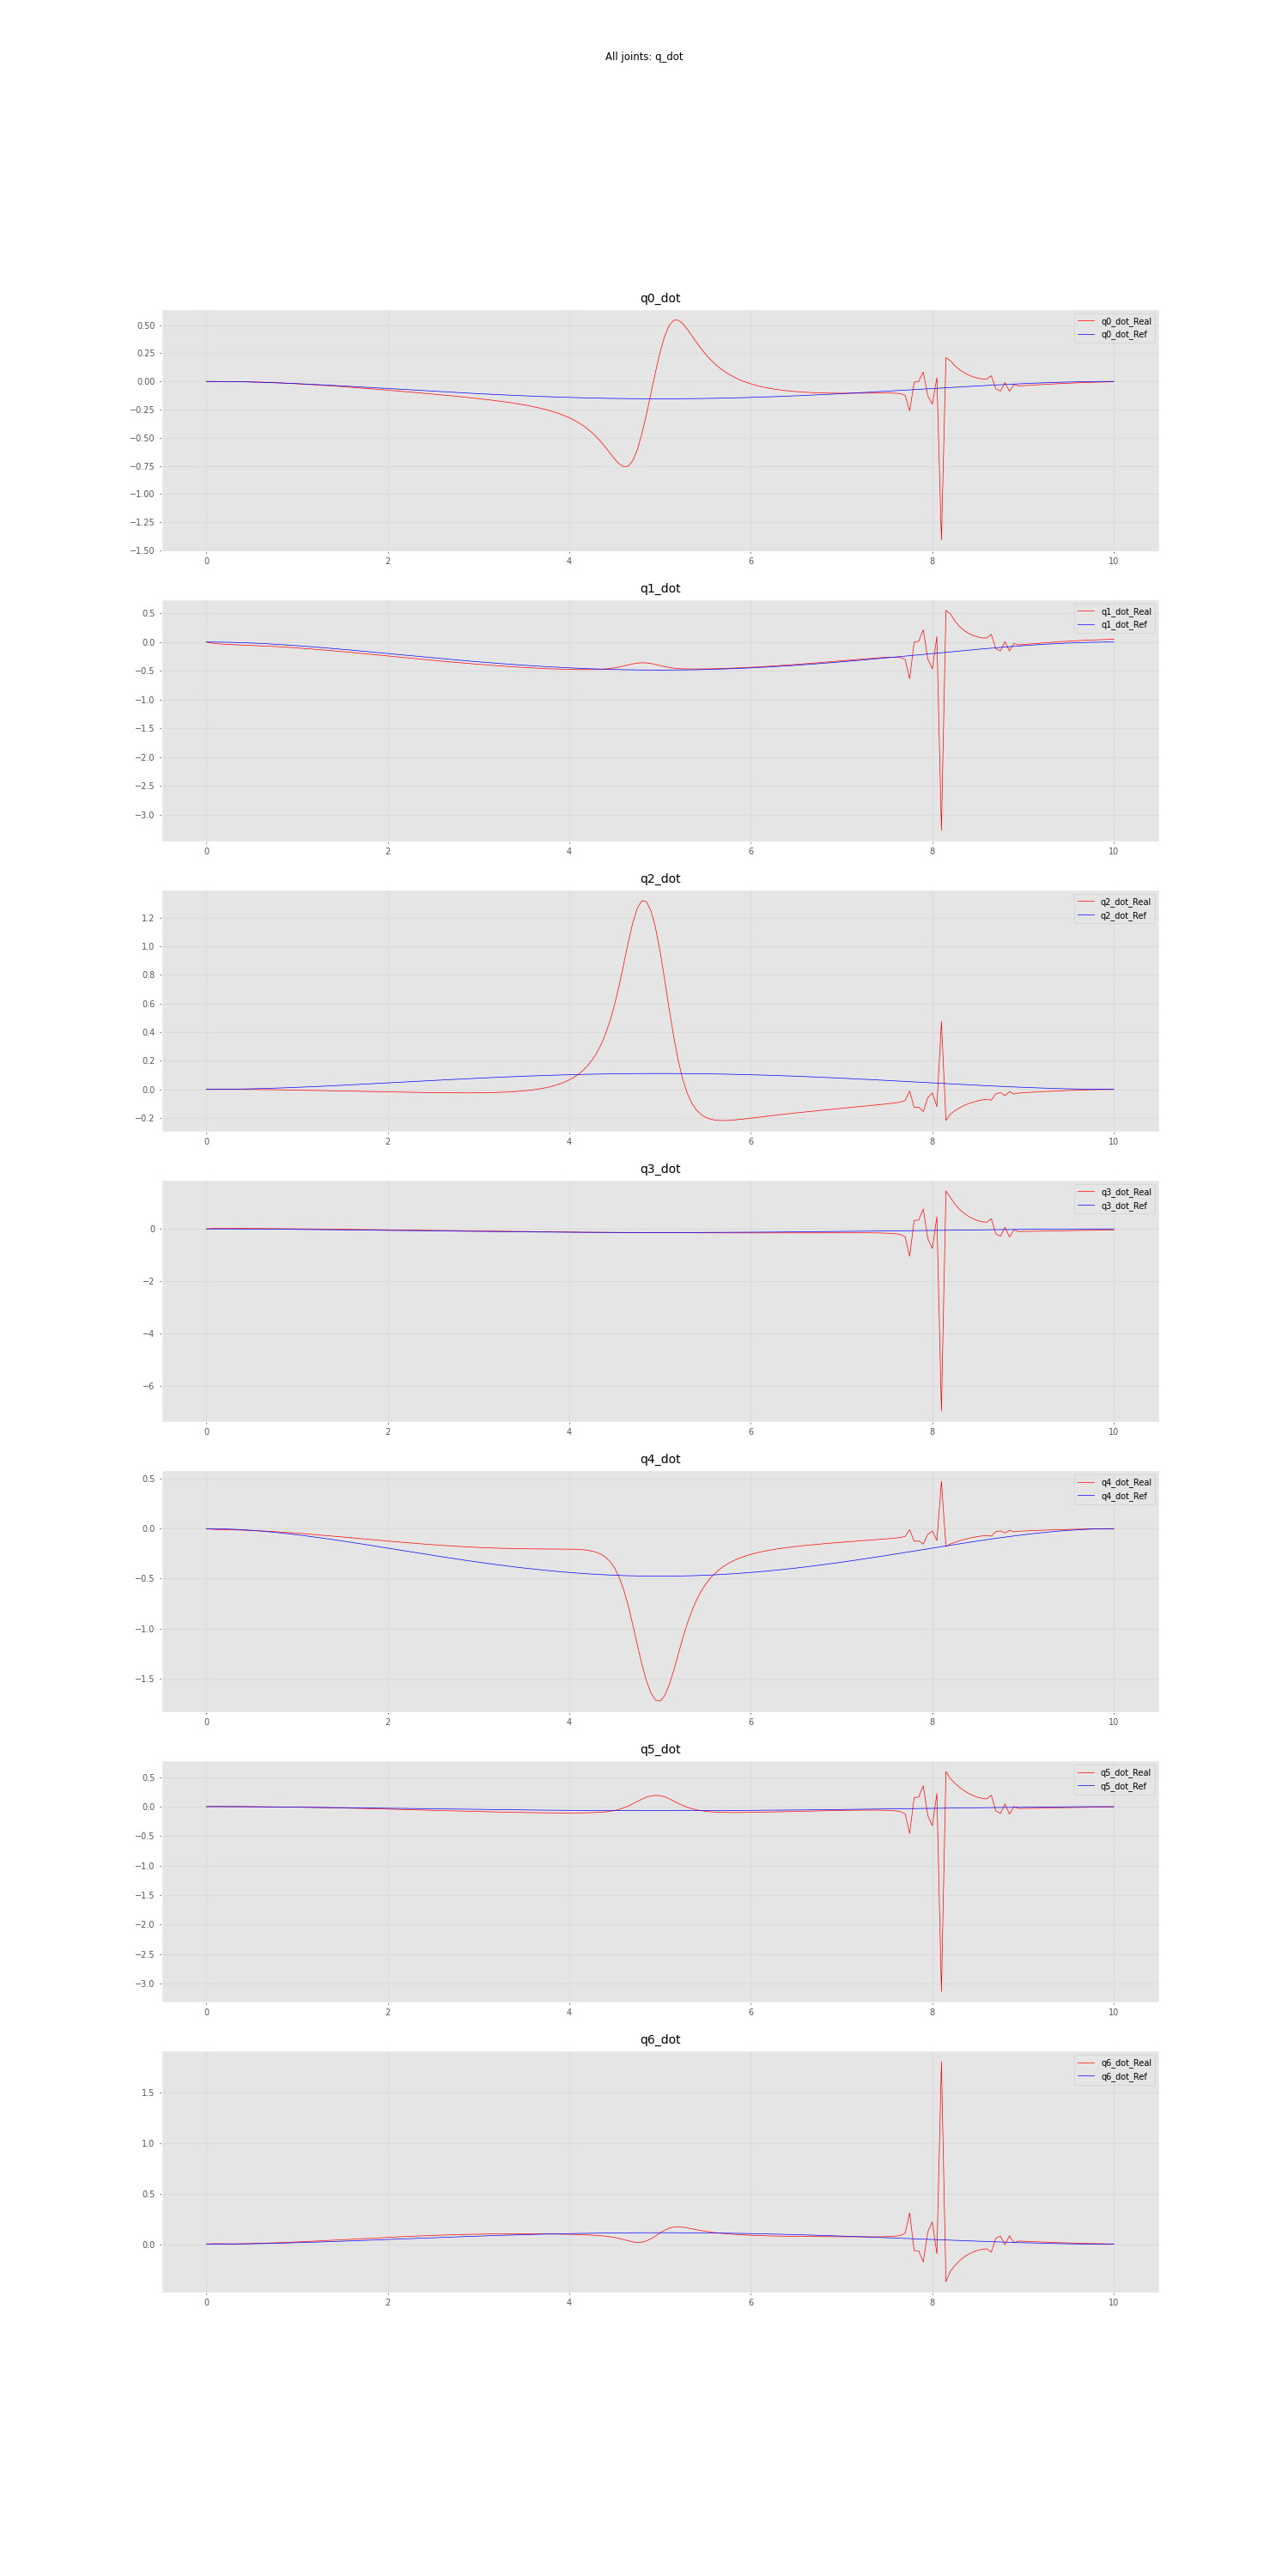 All joints: q_dot
q0_dot
q0_dot_Real
q0_dot_Ref
0.50
0.25
0.00
−0.25
−0.50
−0.75
−1.00
−1.25
−1.50
0 2 4 6 8 10
q1_dot
q1_dot_Real
q1_dot_Ref
0.5
0.0
−0.5
−1.0
−1.5
−2.0
−2.5
−3.0
0 2 4 6 8 10
q2_dot
q2_dot_Real
q2_dot_Ref
1.2
1.0
0.8
0.6
0.4
0.2
0.0
−0.2
0 2 4 6 8 10
q3_dot
q3_dot_Real
q3_dot_Ref
0
−2
−4
−6
0 2 4 6 8 10
q4_dot
q4_dot_Real
q4_dot_Ref
0.5
0.0
−0.5
−1.0
−1.5
0 2 4 6 8 10
q5_dot
q5_dot_Real
q5_dot_Ref
0.5
0.0
−0.5
−1.0
−1.5
−2.0
−2.5
−3.0
0 2 4 6 8 10
q6_dot
q6_dot_Real
q6_dot_Ref
1.5
1.0
0.5
0.0
0 2 4 6 8 10